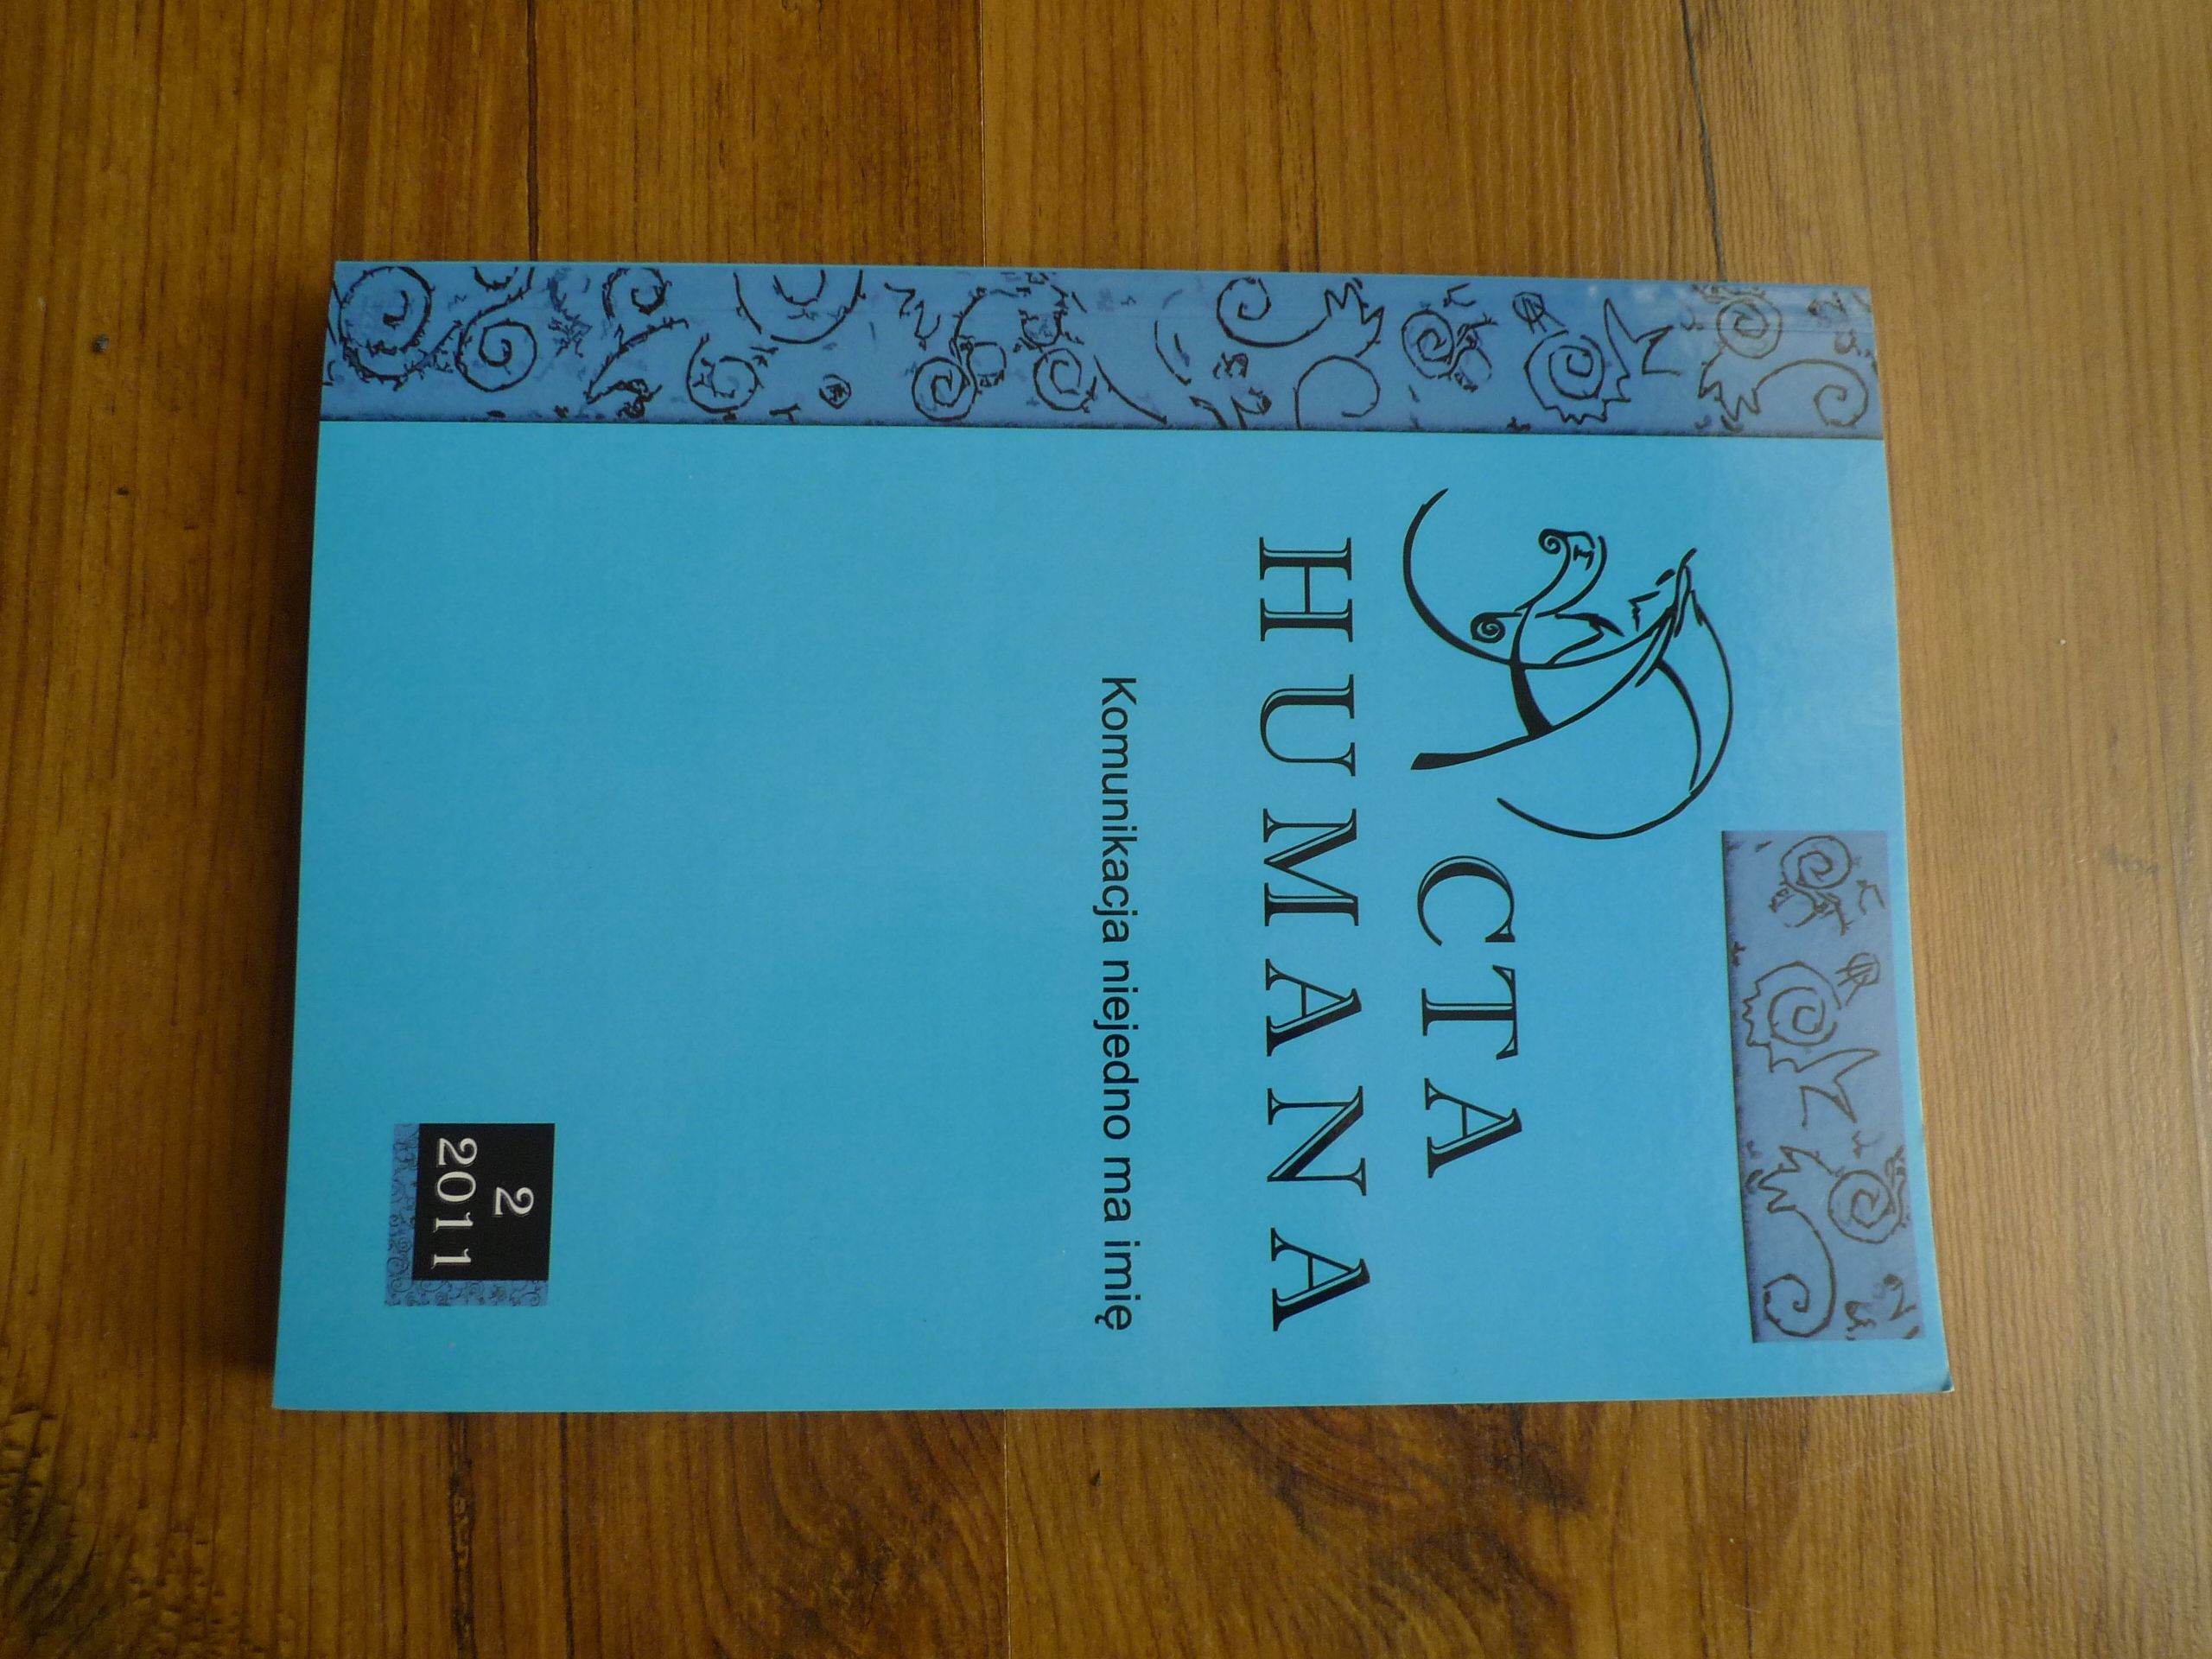 ACTA
HUMANA
Komunikacja niejedno ma imię
2
2011